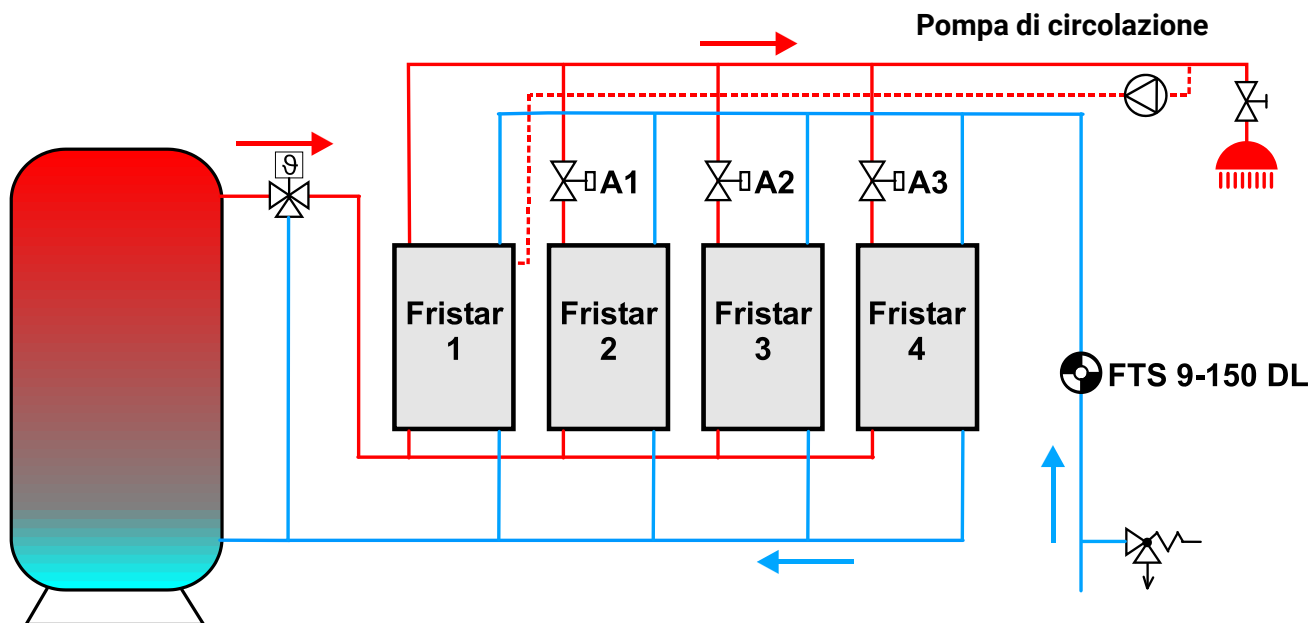 Pompa di circolazione
ϑ
A1
A2
A3
Fristar
1
Fristar
2
Fristar
3
Fristar
4
FTS 9-150 DL